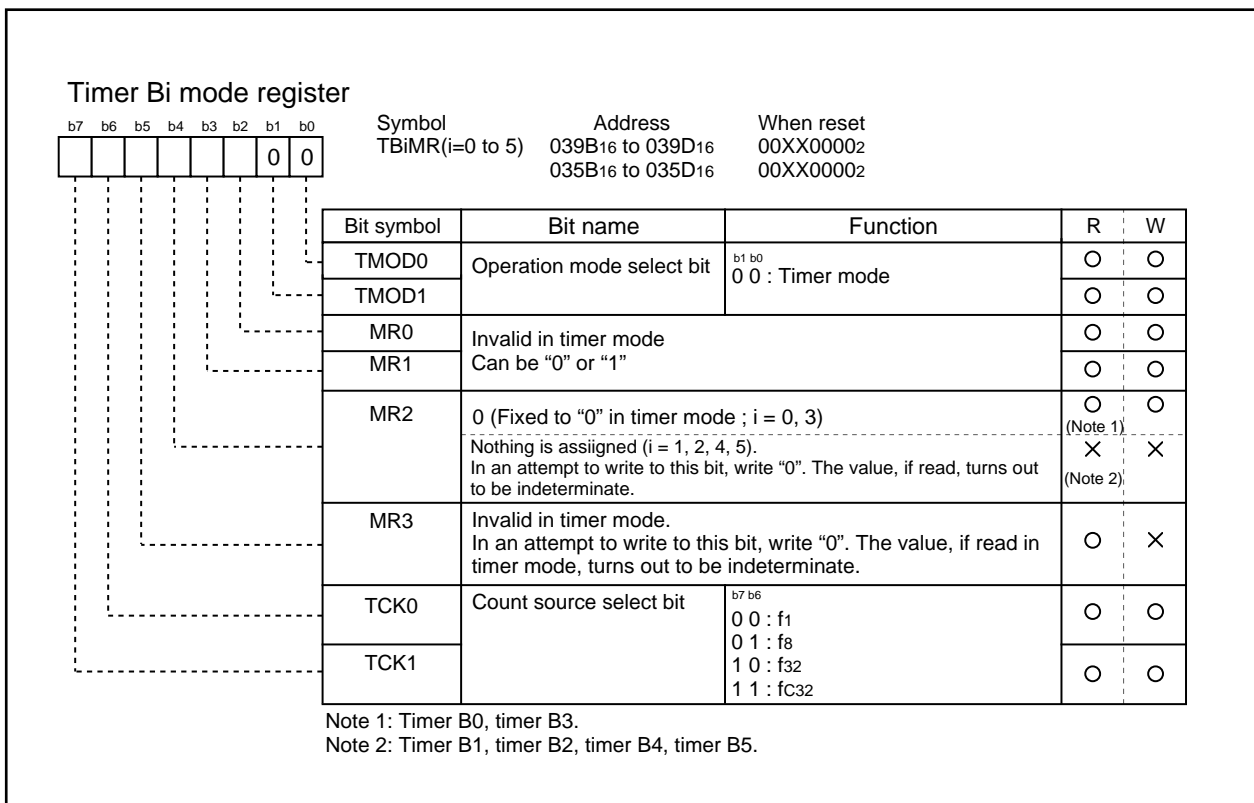 Timer Bi mode register
b7 b6 b5 b4 b3 b2 b1 b0
0 0
Symbol Address When reset
TBiMR(i=0 to 5) 039B16 to 039D16 00XX00002
035B16 to 035D16 00XX00002
Bit symbol Bit name Function R W
TMOD0 Operation mode select bit b1 b0
0 0 : Timer mode
TMOD1
MR0 Invalid in timer mode
MR1 Can be “0” or “1”
MR2 0 (Fixed to “0” in timer mode ; i = 0, 3)
(Note 1)
Nothing is assiigned (i = 1, 2, 4, 5).
In an attempt to write to this bit, write “0”. The value, if read, turns out
to be indeterminate.
(Note 2)
MR3 Invalid in timer mode.
In an attempt to write to this bit, write “0”. The value, if read in
timer mode, turns out to be indeterminate.
TCK0 Count source select bit b7 b6
0 0 : f1
0 1 : f8
TCK1 1 0 : f32
1 1 : fC32
Note 1: Timer B0, timer B3.
Note 2: Timer B1, timer B2, timer B4, timer B5.